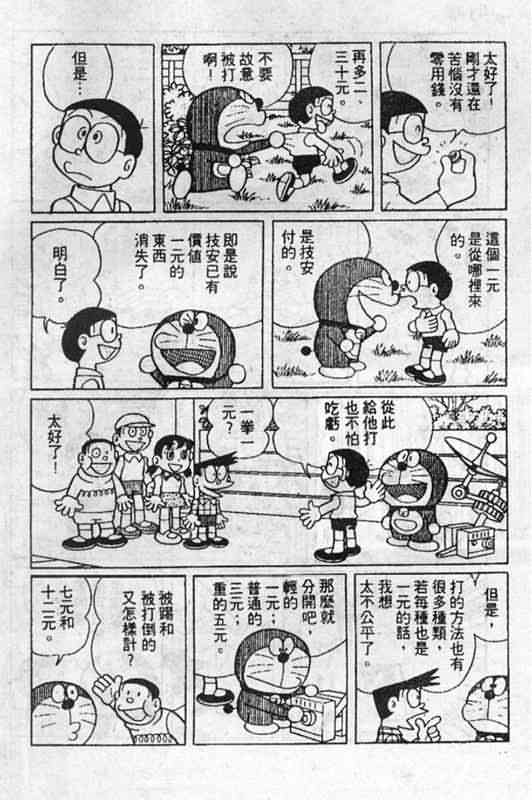 太好了！
剛才還在
苦惱沒有
零用錢。
再多二、
三十元。
不要
故意
被打
啊！
但是…
這個一元
是從哪裡來
的。
是技安
付的。
即是說
技安已有
價值
一元的
東西
消失了。
明白了。
從此
給他打
也不怕
吃虧。
一拳一
元？
太好了！
但是，
打的方法也有
很多種類，
若每種也是
一元的話，
我想
太不公平了。
那麼就
分開吧，
輕的
一元；
普通的
三元；
重的五元。
被踢和
被打倒的
又怎樣計？
七元和
十二元。